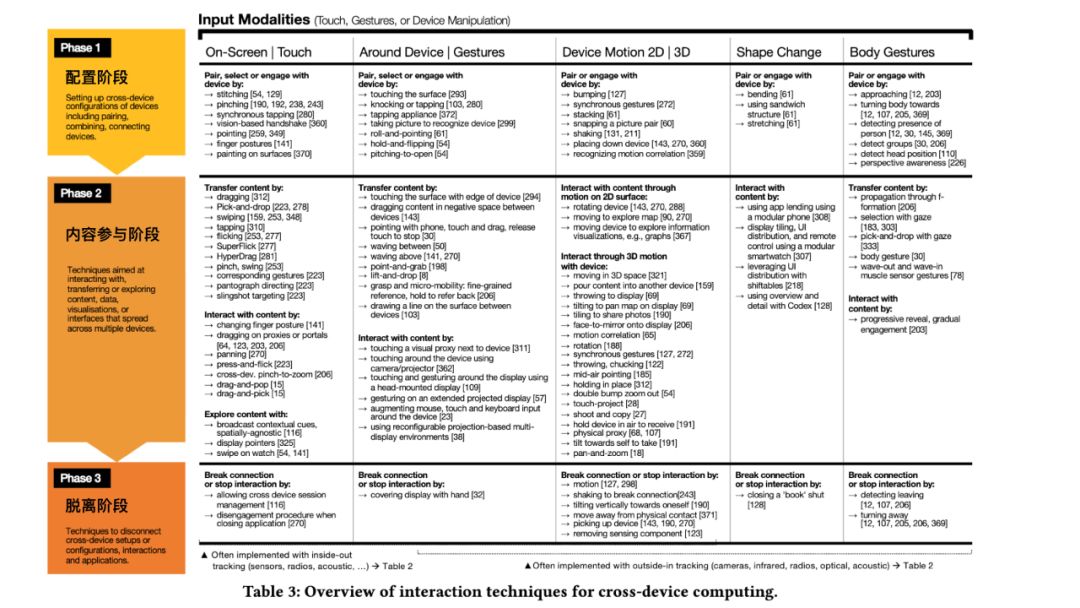 Input Modalities (Touch, Gestures, or Device Manipulation)
Phase 1
配置阶段
Setting up cross-device
configurations of devices
including pairing,
combining, connecting
devices.
On-Screen | Touch
Pair, select or engage with
device by:
→ stitching [54, 129]
→ pinching [190, 192, 238, 243]
→ synchronous tapping [280]
→ vision-based handshake [360]
→ pointing [259, 349]
→ finger postures [141]
→ painting on surfaces [370]
Around Device | Gestures
Pair, select or engage with
device by:
→ touching the surface [293]
→ knocking or tapping [103, 280]
→ tapping appliance [372]
→ taking picture to recognize device [299]
→ roll-and-pointing [61]
→ hold-and-flipping [54]
→ pitching-to-open [54]
Device Motion 2D | 3D
Pair or engage with
device by:
→ bumping [127]
→ synchronous gestures [272]
→ stacking [61]
→ snapping a picture pair [60]
→ shaking [131, 211]
→ placing down device [143, 270, 360]
→ recognizing motion correlation [359]
Shape Change
Pair or engage with
device by:
→ bending [61]
→ using sandwich
structure [61]
→ stretching [61]
Body Gestures
Pair or engage with
device by:
→ approaching [12, 203]
→ turning body towards
[12, 107, 205, 369]
→ detecting presence of
person [12, 30, 145, 369]
→ detect groups [30, 206]
→ detect head position [110]
→ perspective awareness [226]
Phase 2
内容参与阶段
Techniques aimed at
interacting with,
transferring or exploring
content, data,
visualisations, or
interfaces that spread
across multiple devices.
Transfer content by:
→ dragging [312]
→ Pick-and-drop [223, 278]
→ swiping [159, 253, 348]
→ tapping [310]
→ flicking [253, 277]
→ SuperFlick [277]
→ HyperDrag [281]
→ pinch, swing [253]
→ corresponding gestures [223]
→ pantograph directing [223]
→ slingshot targeting [223]
Interact with content by:
→ changing finger posture [141]
→ dragging on proxies or portals
[64, 123, 203, 206]
→ panning [270]
→ press-and-flick [223]
→ cross-dev. pinch-to-zoom [206]
→ drag-and-pop [15]
→ drag-and-pick [15]
Explore content with:
→ broadcast contextual cues,
spatially-agnostic [116]
→ display pointers [325]
→ swipe on watch [54, 141]
Transfer content by:
→ touching the surface with edge of device [294]
→ dragging content in negative space between
devices [143]
→ pointing with phone, touch and drag, release
touch to stop [30]
→ waving between [50]
→ waving above [141, 270]
→ point-and-grab [198]
→ lift-and-drop [8]
→ grasp and micro-mobility: fine-grained
reference, hold to refer back [206]
→ drawing a line on the surface between
devices [103]
Interact with content by:
→ touching a visual proxy next to device [311]
→ touching around the device using
camera/projector [362]
→ touching and gesturing around the display using
a head-mounted display [109]
→ gesturing on an extended projected display [57]
→ augmenting mouse, touch and keyboard input
around the device [23]
→ using reconfigurable projection-based multi-
display environments [38]
Interact with content through
motion on 2D surface:
→ rotating device [143, 270, 288]
→ moving to explore map [90, 270]
→ moving device to explore information
visualizations, e.g., graphs [367]
Interact through 3D motion
with device:
→ moving in 3D space [321]
→ pour content into another device [159]
→ throwing to display [69]
→ tilting to pan map on display [69]
→ tiling to share photos [190]
→ face-to-mirror onto display [206]
→ motion correlation [65]
→ rotation [188]
→ synchronous gestures [127, 272]
→ throwing, chucking [122]
→ mid-air pointing [185]
→ holding in place [312]
→ double bump zoom out [54]
→ touch-project [28]
→ shoot and copy [27]
→ hold device in air to receive [191]
→ physical proxy [68, 107]
→ tilt towards self to take [191]
→ pan-and-zoom [18]
Interact with
content by:
→ using app lending using
a modular phone [308]
→ display tiling, UI
distribution, and remote
control using a modular
smartwatch [307]
→ leveraging UI
distribution with
shiftables [218]
→ using overview and
detail with Codex [128]
Transfer content by:
→ propagation through f-
formation [206]
→ selection with gaze
[183, 303]
→ pick-and-drop with gaze
[333]
→ body gesture [30]
→ wave-out and wave-in
muscle sensor gestures [78]
Interact with
content by:
→ progressive reveal, gradual
engagement [203]
Phase 3
脱离阶段
Techniques to disconnect
cross-device setups or
configurations, interactions
and applications.
Break connection
or stop interaction by:
→ allowing cross device session
management [116]
→ disengagement procedure when
closing application [270]
Break connection
or stop interaction by:
→ covering display with hand [32]
Break connection or stop interaction by:
→ motion [127, 298]
→ shaking to break connection[243]
→ tilting vertically towards oneself [190]
→ move away from physical contact [371]
→ picking up device [143, 190, 270]
→ removing sensing component [123]
Break connection
or stop interaction by:
→ closing a 'book' shut
[128]
Break connection
or stop interaction by:
→ detecting leaving
[12, 107, 206]
→ turning away
[12, 107, 205, 206, 369]
▲ Often implemented with inside-out
tracking (sensors, radios, acoustic, ...) → Table 2
▲Often implemented with outside-in tracking (cameras, infrared, radios, optical, acoustic) → Table 2
Table 3: Overview of interaction techniques for cross-device computing.